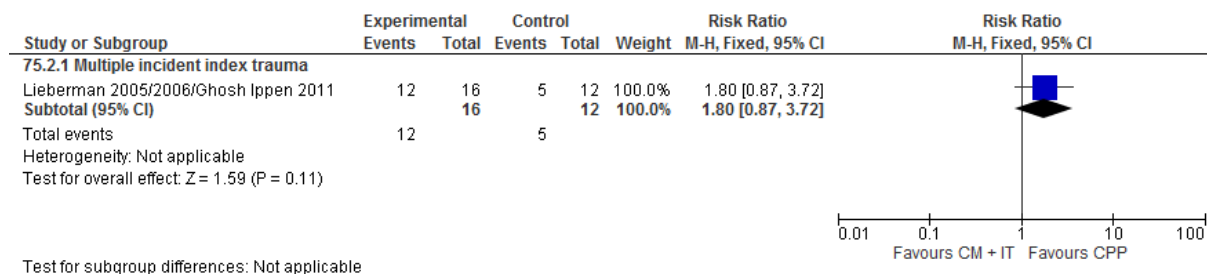 Experimental Control Risk Ratio Risk Ratio
Study or Subgroup Events Total Events Total Weight M-H, Fixed, 95% CI M-H, Fixed, 95% CI
75.2.1 Multiple incident index trauma
Lieberman 2005/2006/Ghosh Ippen 2011 12 16 5 12 100.0% 1.80 [0.87, 3.72]
Subtotal (95% CI) 16 12 100.0% 1.80 [0.87, 3.72]
Total events 12 5
Heterogeneity: Not applicable
Test for overall effect: Z = 1.59 (P = 0.11)
0.01 0.1 1 10 100
Favours CM + IT Favours CPP
Test for subgroup differences: Not applicable